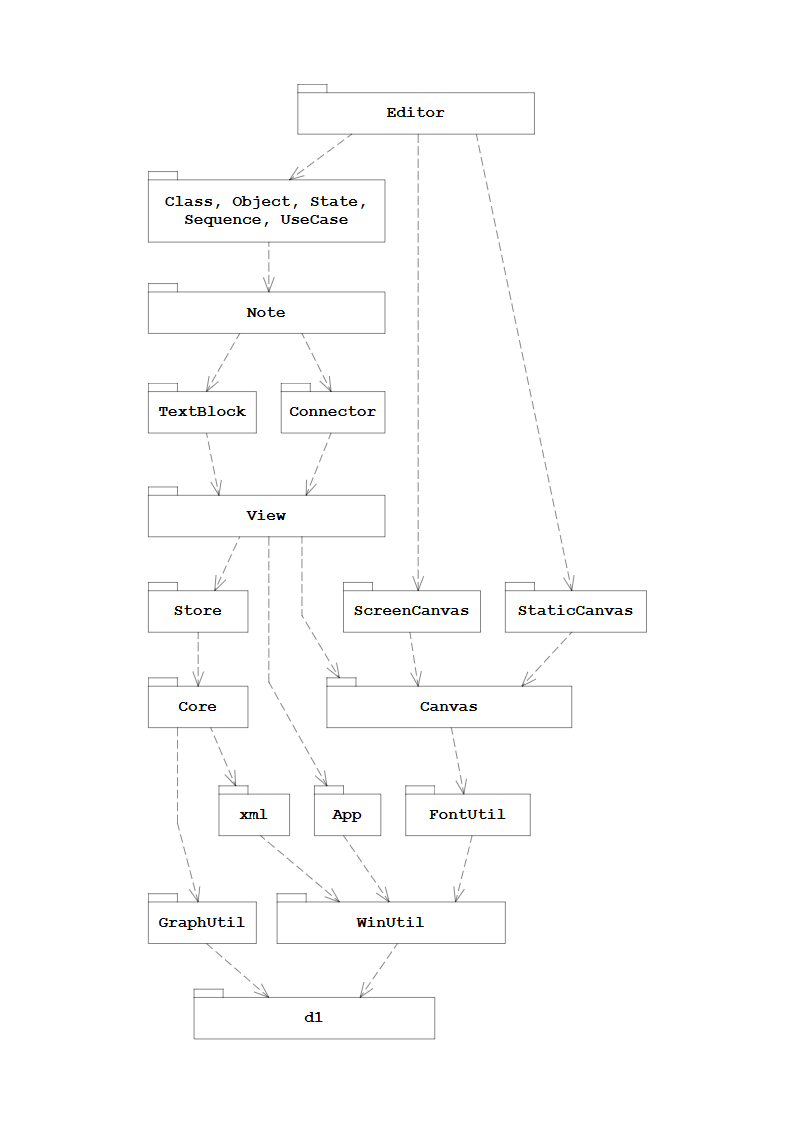 Editor
Class, Object, State,
Sequence, UseCase
Note
TextBlock
Connector
View
Store
ScreenCanvas
StaticCanvas
Core
Canvas
xml
App
FontUtil
GraphUtil
WinUtil
d1